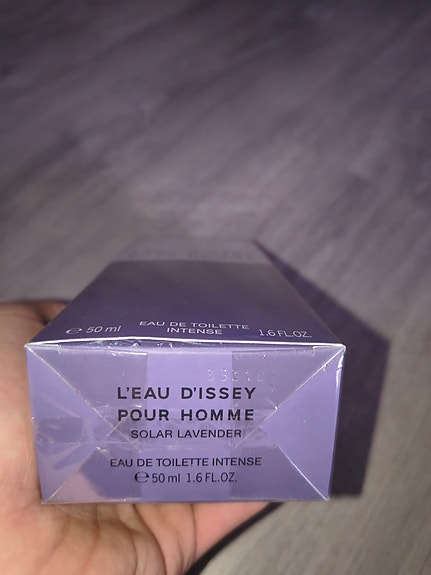 ℮ 50 ml EAU DE TOILETTE 1.6 FL.OZ.
INTENSE
L'EAU D'ISSEY
POUR HOMME
SOLAR LAVENDER
EAU DE TOILETTE INTENSE
℮ 50 ml 1.6 FL.OZ.